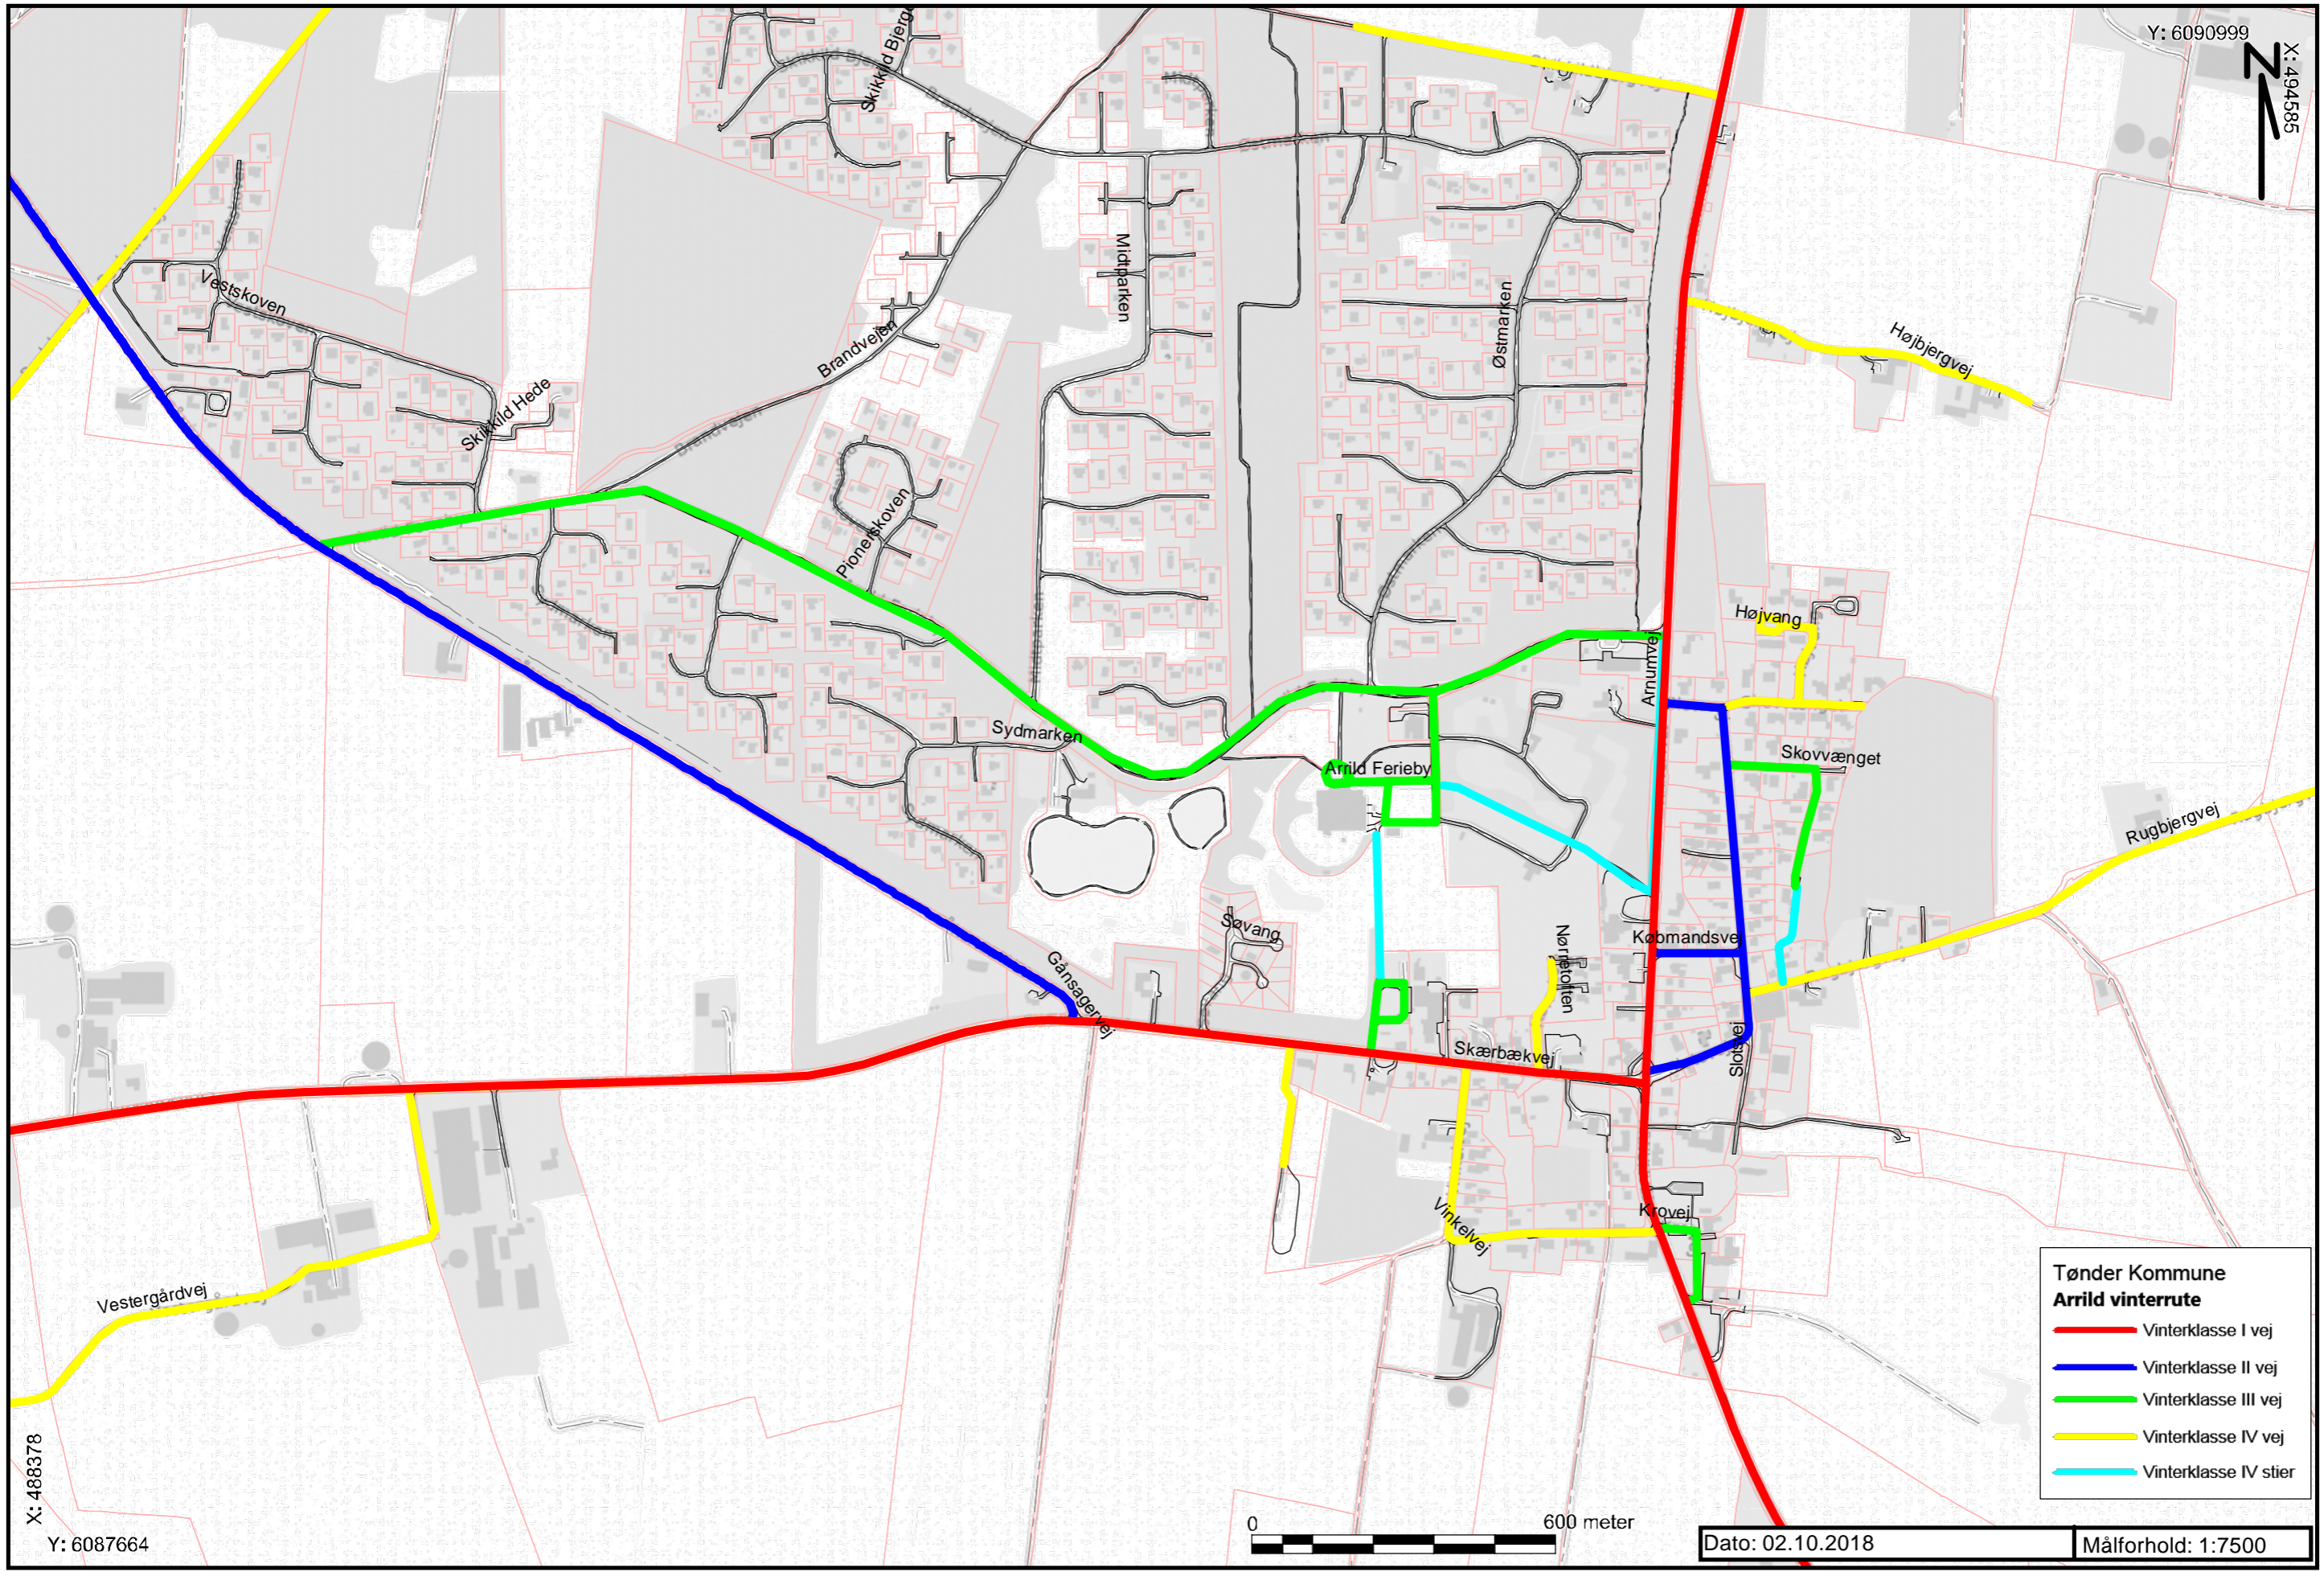 Y: 6090999
X: 494585
N
Skikkild Bjerge
Vestskoven
Midtparken
Østmarken
Brandvejen
Højbjergvej
Skikkild Hede
Brandvejen
Pionerskoven
Højvang
Arnumvej
Sydmarken
Arrild Ferieby
Skovvænget
Rugbjergvej
Søvang
Nørretoften
Købmandsvej
Gånsagervej
Skærbækvej
Slotsvej
Vinkelvej
Krovej
Vestergårdvej
Tønder Kommune
Arrild vinterrute
Vinterklasse I vej
Vinterklasse II vej
Vinterklasse III vej
Vinterklasse IV vej
Vinterklasse IV stier
X: 488378
Y: 6087664
0 600 meter
Dato: 02.10.2018
Målforhold: 1:7500